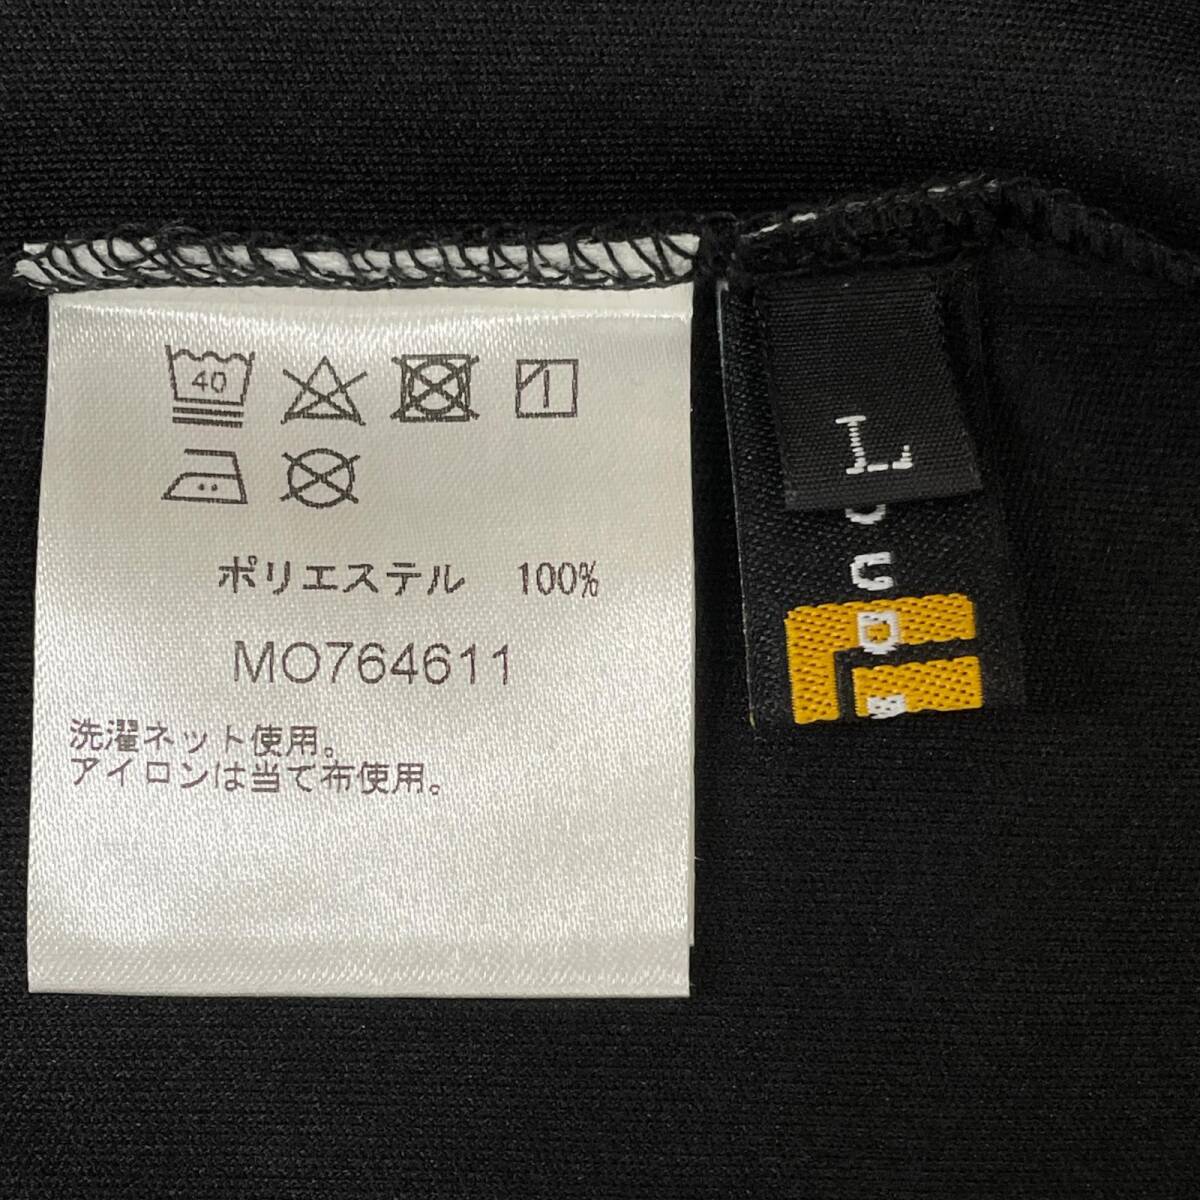 40
ポリエステル 100%
MO764611
洗濯ネット使用。
アイロンは当て布使用。
L